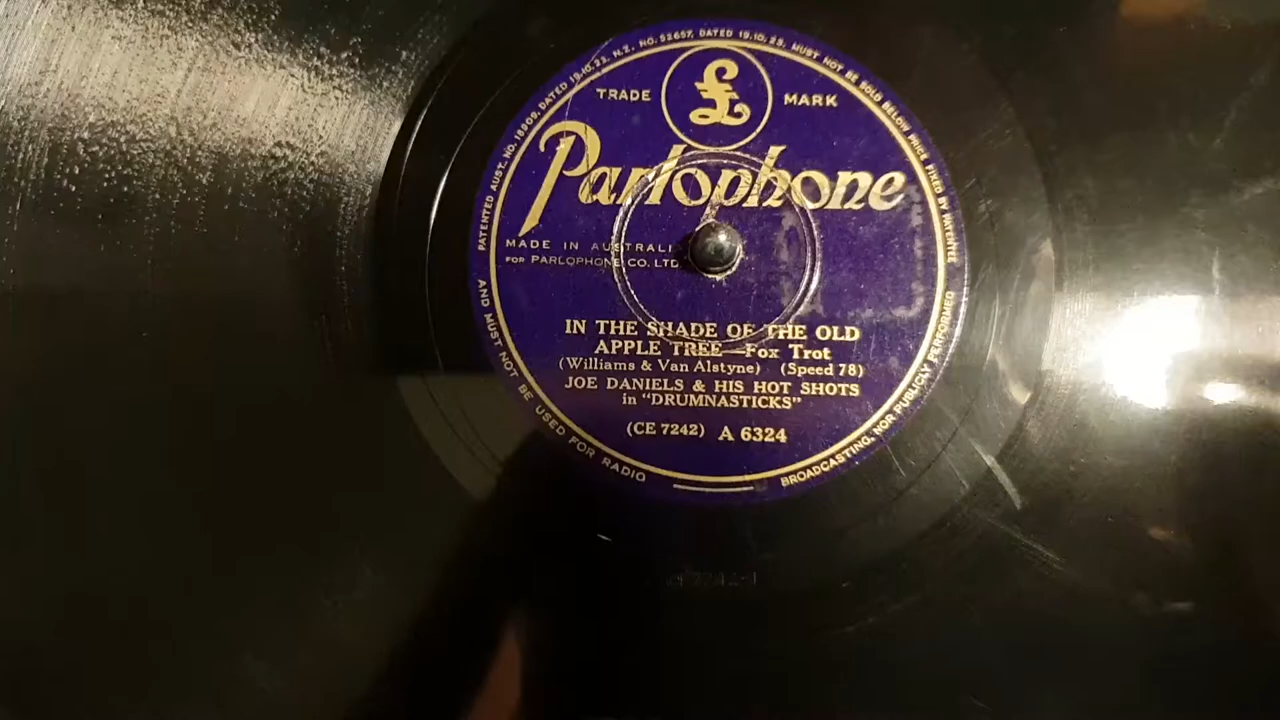 PATENTED AUST. NO. 18909, DATED 19.10.23, N.Z. NO. 52657, DATED 19.10.23, MUST NOT BE SOLD BELOW PRICE FIXED BY PATENTEE
TRADE £ MARK
Parlophone
MADE IN AUSTRALI
FOR PARLOPHONE CO. LTD
IN THE SHADE OF THE OLD
APPLE TREE—Fox Trot
(Williams & Van Alstyne) (Speed 78)
JOE DANIELS & HIS HOT SHOTS
in "DRUMNASTICKS"
(CE 7242) A 6324
AND MUST NOT BE USED FOR RADIO BROADCASTING, NOR PUBLICLY PERFORMED